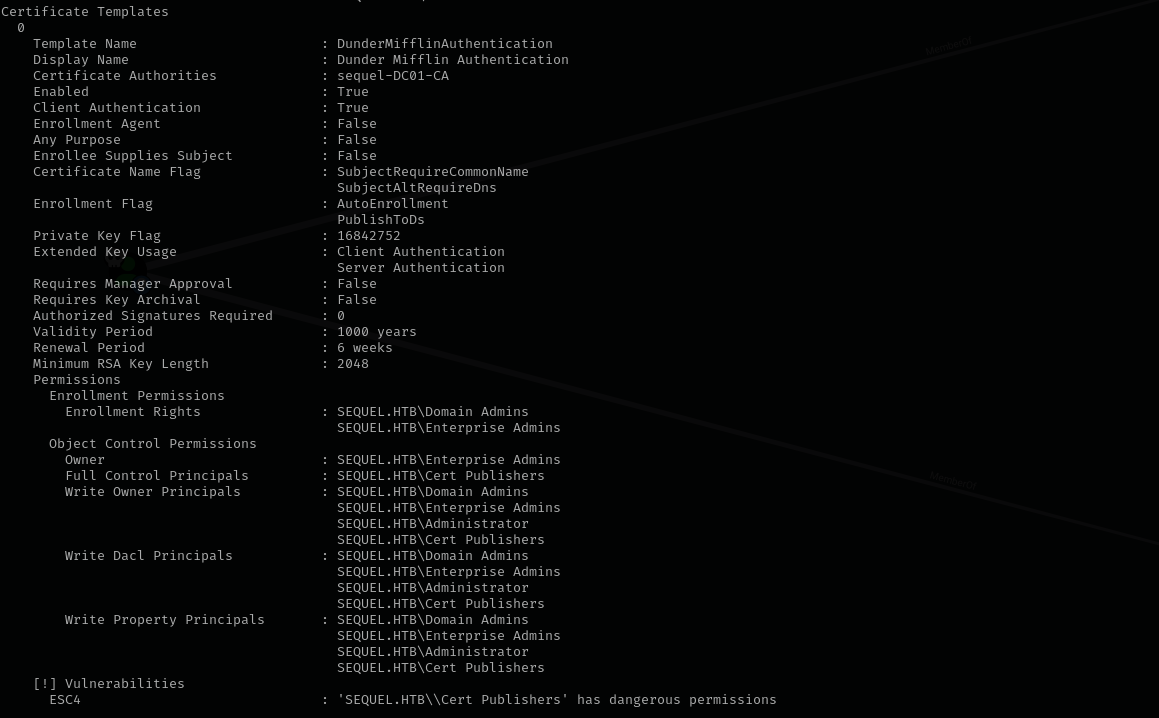 Certificate Templates
  0
    Template Name                       : DunderMifflinAuthentication
    Display Name                        : Dunder Mifflin Authentication
    Certificate Authorities             : sequel-DC01-CA
    Enabled                             : True
    Client Authentication               : True
    Enrollment Agent                    : False
    Any Purpose                         : False
    Enrollee Supplies Subject           : False
    Certificate Name Flag               : SubjectRequireCommonName
                                          SubjectAltRequireDns
    Enrollment Flag                     : AutoEnrollment
                                          PublishToDs
    Private Key Flag                    : 16842752
    Extended Key Usage                  : Client Authentication
                                          Server Authentication
    Requires Manager Approval           : False
    Requires Key Archival               : False
    Authorized Signatures Required      : 0
    Validity Period                     : 1000 years
    Renewal Period                      : 6 weeks
    Minimum RSA Key Length              : 2048
    Permissions
      Enrollment Permissions
        Enrollment Rights               : SEQUEL.HTB\Domain Admins
                                          SEQUEL.HTB\Enterprise Admins
      Object Control Permissions
        Owner                           : SEQUEL.HTB\Enterprise Admins
        Full Control Principals         : SEQUEL.HTB\Cert Publishers
        Write Owner Principals          : SEQUEL.HTB\Domain Admins
                                          SEQUEL.HTB\Enterprise Admins
                                          SEQUEL.HTB\Administrator
                                          SEQUEL.HTB\Cert Publishers
        Write Dacl Principals           : SEQUEL.HTB\Domain Admins
                                          SEQUEL.HTB\Enterprise Admins
                                          SEQUEL.HTB\Administrator
                                          SEQUEL.HTB\Cert Publishers
        Write Property Principals       : SEQUEL.HTB\Domain Admins
                                          SEQUEL.HTB\Enterprise Admins
                                          SEQUEL.HTB\Administrator
                                          SEQUEL.HTB\Cert Publishers
    [!] Vulnerabilities
      ESC4                              : 'SEQUEL.HTB\\Cert Publishers' has dangerous permissions